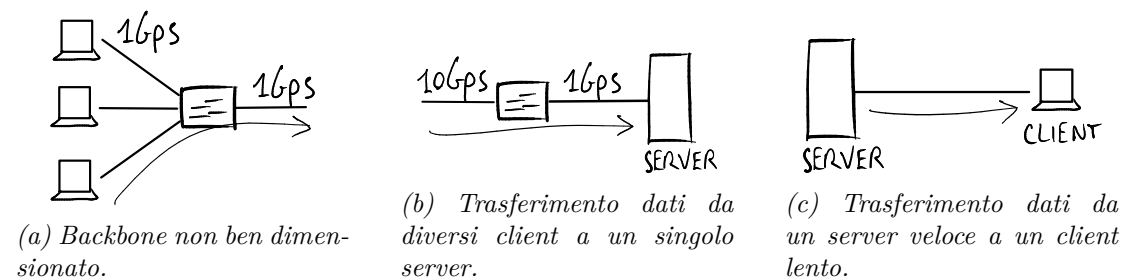 1Gps
1Gps
(a) Backbone non ben dimen-
sionato.
10Gps
1Gps
SERVER
(b) Trasferimento dati da
diversi client a un singolo
server.
SERVER
CLIENT
(c) Trasferimento dati da
un server veloce a un client
lento.